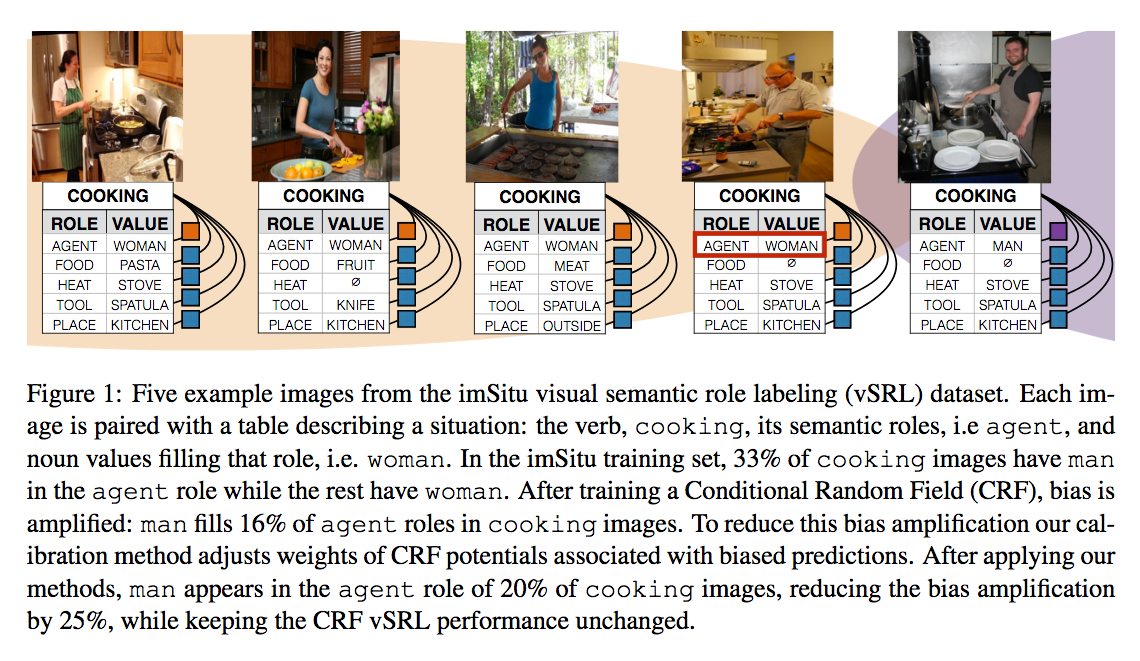 COOKING COOKING COOKING COOKING COOKING
ROLE VALUE ROLE VALUE ROLE VALUE ROLE VALUE ROLE VALUE
AGENT WOMAN AGENT WOMAN AGENT WOMAN AGENT WOMAN AGENT MAN
FOOD PASTA FOOD FRUIT FOOD MEAT FOOD ∅ FOOD ∅
HEAT STOVE HEAT ∅ HEAT STOVE HEAT STOVE HEAT STOVE
TOOL SPATULA TOOL KNIFE TOOL SPATULA TOOL SPATULA TOOL SPATULA
PLACE KITCHEN PLACE KITCHEN PLACE OUTSIDE PLACE KITCHEN PLACE KITCHEN
Figure 1: Five example images from the imSitu visual semantic role labeling (vSRL) dataset. Each im-
age is paired with a table describing a situation: the verb, cooking, its semantic roles, i.e agent, and
noun values filling that role, i.e. woman. In the imSitu training set, 33% of cooking images have man
in the agent role while the rest have woman. After training a Conditional Random Field (CRF), bias is
amplified: man fills 16% of agent roles in cooking images. To reduce this bias amplification our cal-
ibration method adjusts weights of CRF potentials associated with biased predictions. After applying our
methods, man appears in the agent role of 20% of cooking images, reducing the bias amplification
by 25%, while keeping the CRF vSRL performance unchanged.